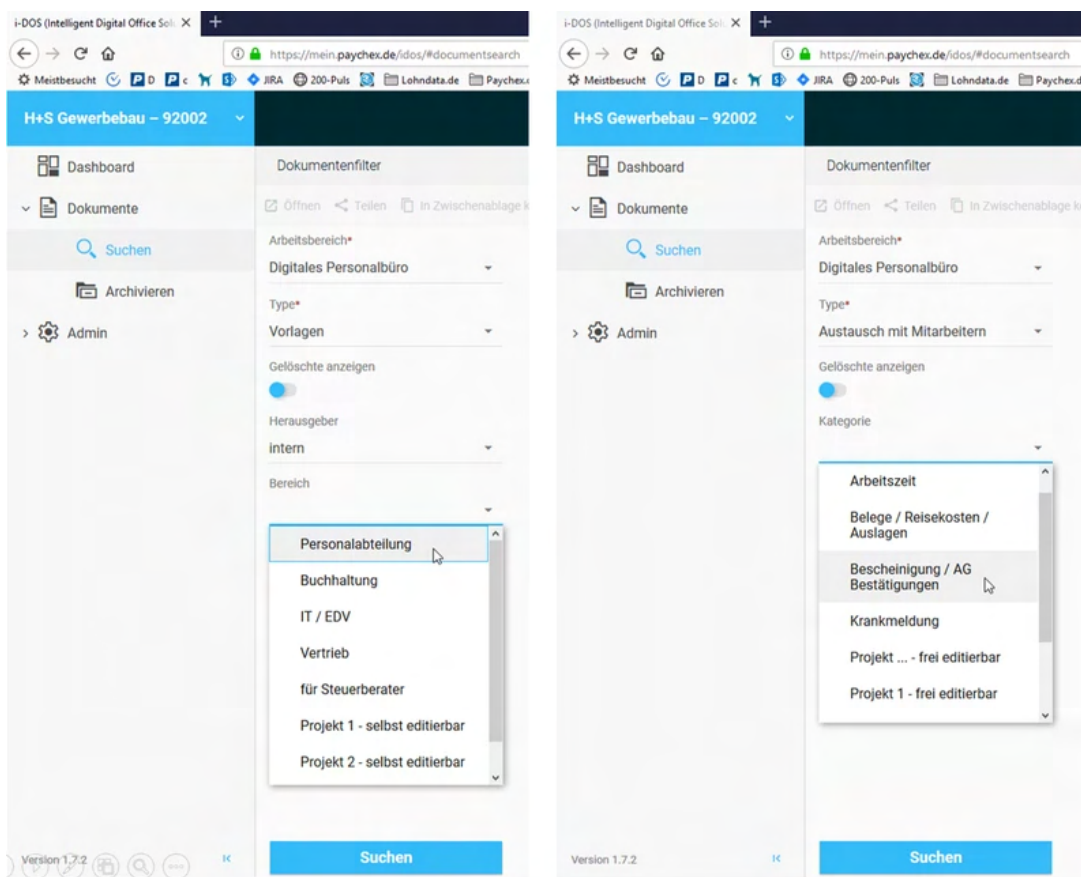 i-DOS (Intelligent Digital Office Sol
https://mein.paychex.de/idos/#documentsearch
Meistbesucht P D P c JIRA 200-Puls Lohndata.de Paychex.
H+S Gewerbebau – 92002
Dashboard
Dokumente
Suchen
Archivieren
Admin
Version 1.7.2
Dokumentenfilter
Öffnen Teilen In Zwischenablage k
Arbeitsbereich*
Digitales Personalbüro
Type*
Vorlagen
Gelöschte anzeigen
Herausgeber
intern
Bereich
Personalabteilung
Buchhaltung
IT / EDV
Vertrieb
für Steuerberater
Projekt 1 - selbst editierbar
Projekt 2 - selbst editierbar
Suchen
i-DOS (Intelligent Digital Office Sol
https://mein.paychex.de/idos/#documentsearch
Meistbesucht P D P c JIRA 200-Puls Lohndata.de Paychex.d
H+S Gewerbebau – 92002
Dashboard
Dokumente
Suchen
Archivieren
Admin
Version 1.7.2
Dokumentenfilter
Öffnen Teilen In Zwischenablage k
Arbeitsbereich*
Digitales Personalbüro
Type*
Austausch mit Mitarbeitern
Gelöschte anzeigen
Kategorie
Arbeitszeit
Belege / Reisekosten /
Auslagen
Bescheinigung / AG
Bestätigungen
Krankmeldung
Projekt ... - frei editierbar
Projekt 1 - frei editierbar
Suchen